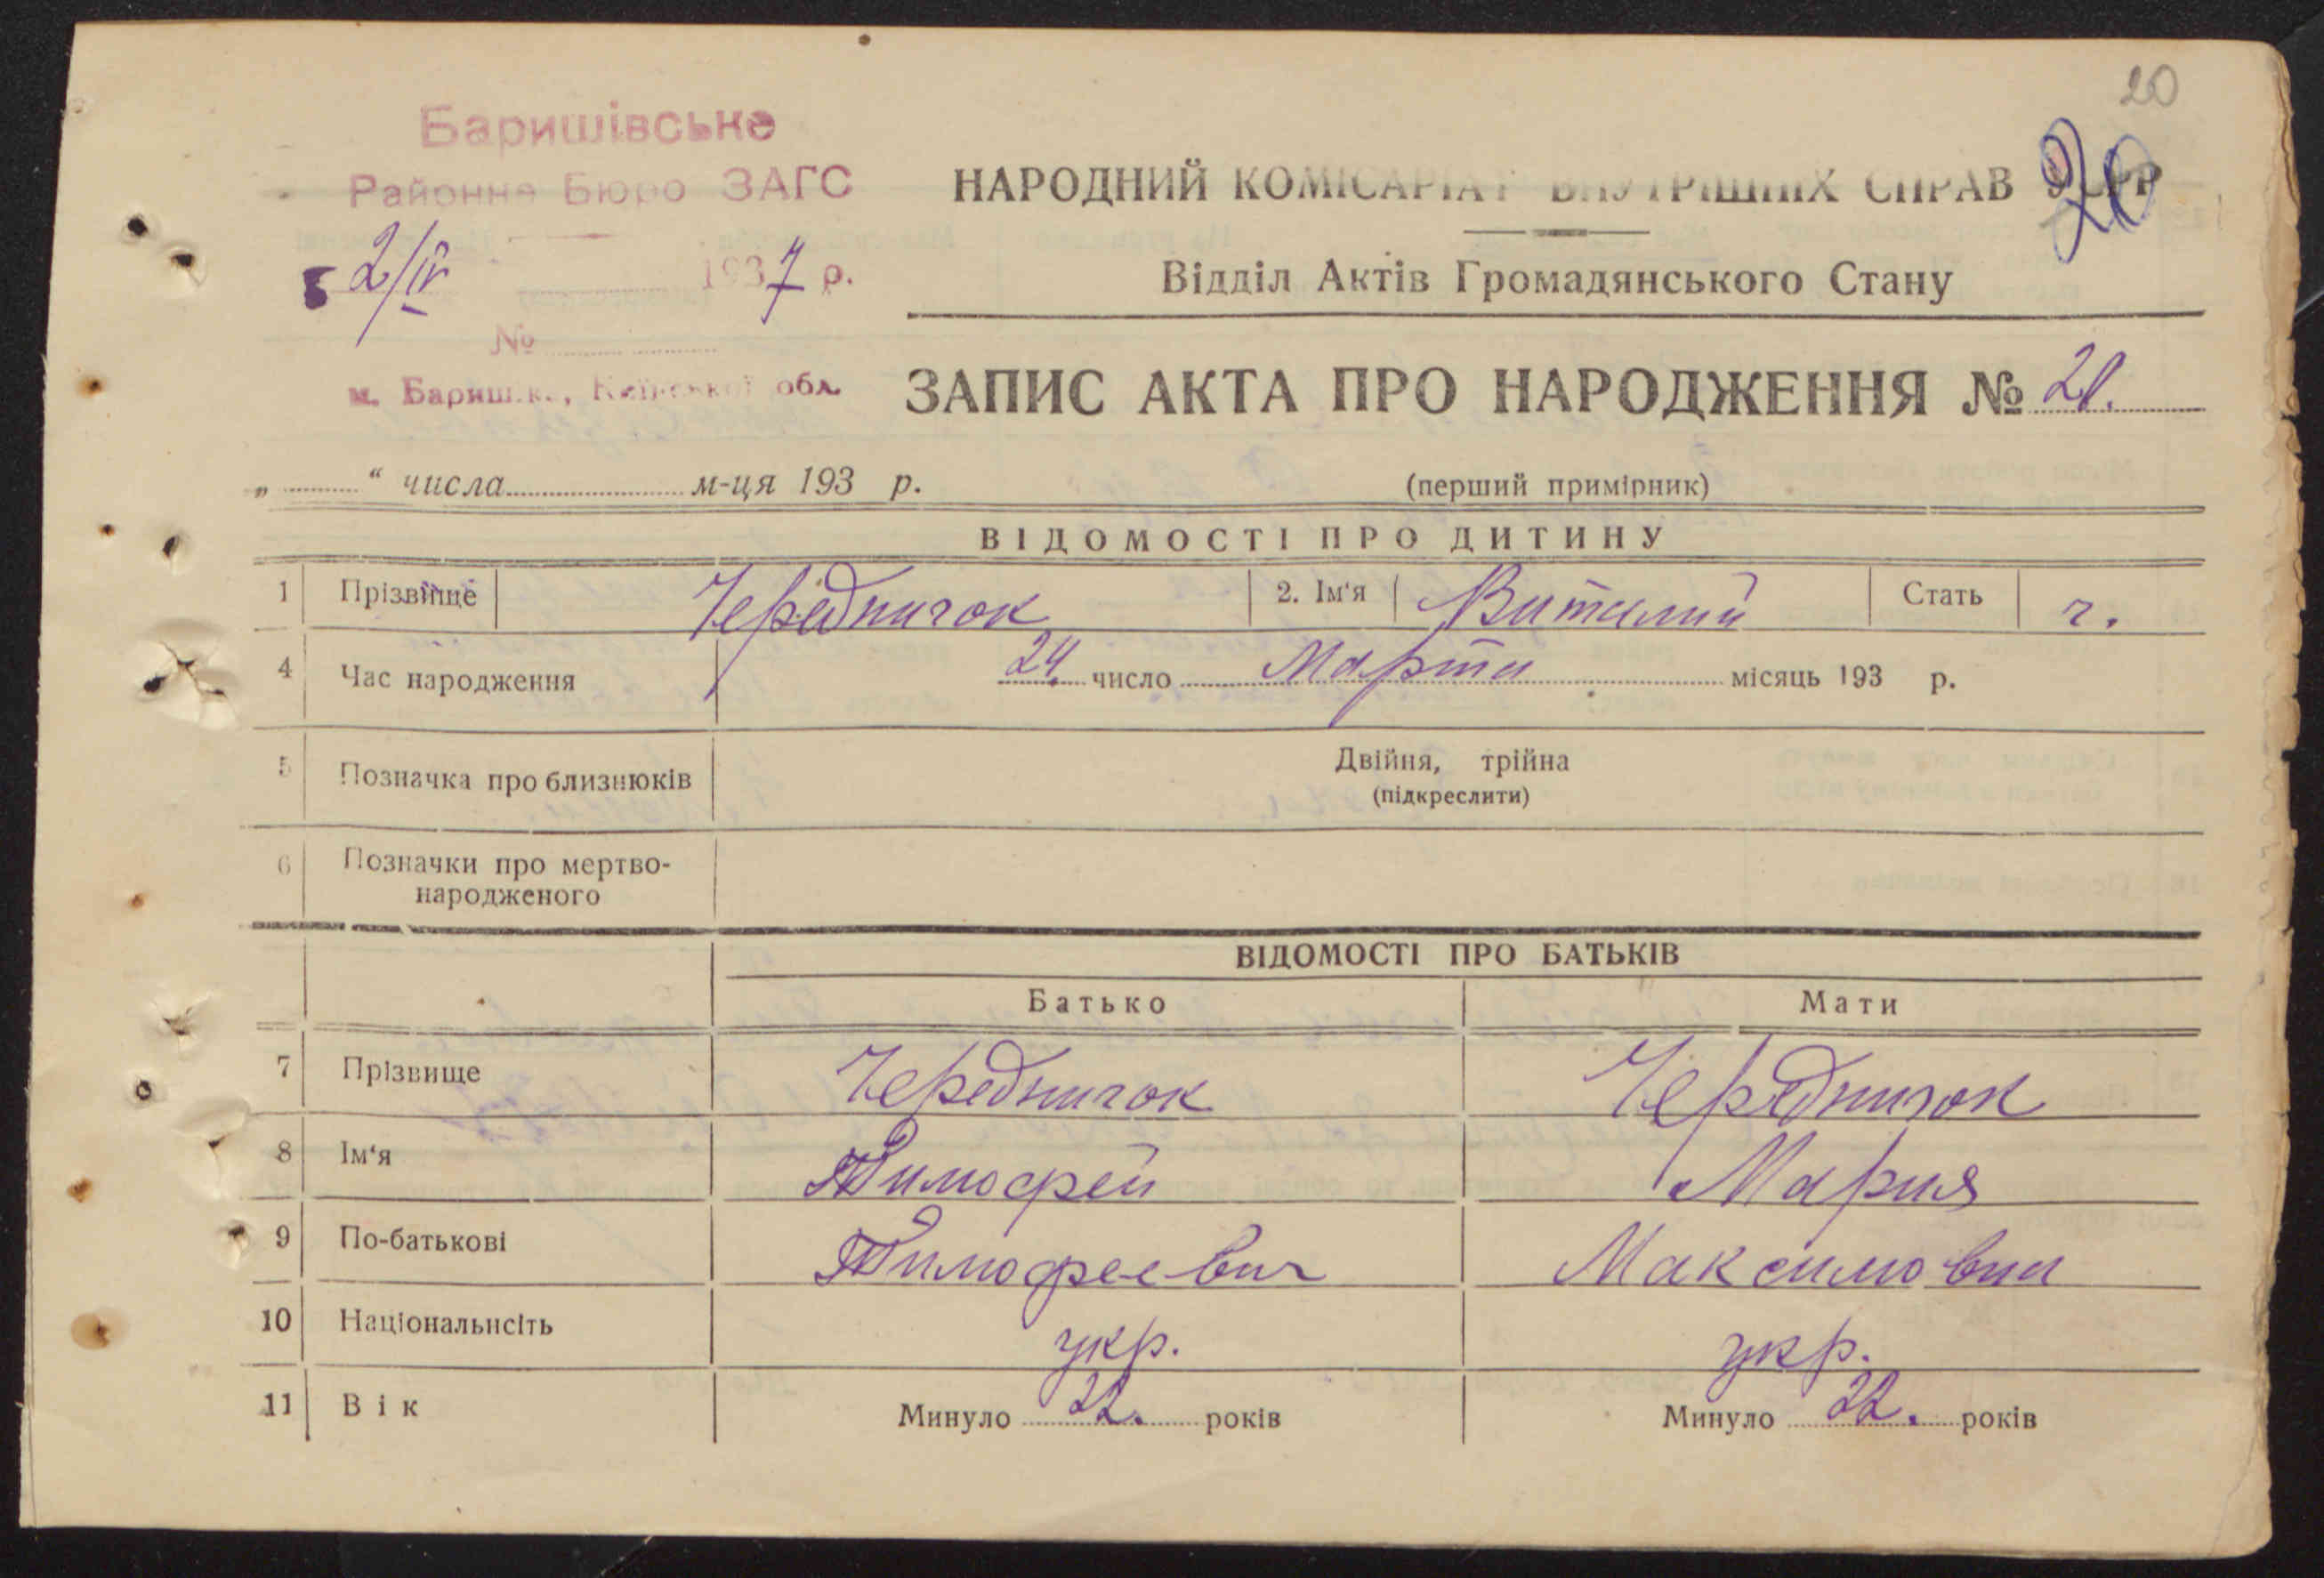 20
Баришівське
Районне Бюро ЗАГС
НАРОДНИЙ КОМІСАРІАТ ВНУТРІШНІХ СПРАВ УСРР
20
2/IV 1937 р.
Відділ Актів Громадянського Стану
№
м. Баришівка, Київської обл.
ЗАПИС АКТА ПРО НАРОДЖЕННЯ №
„ “ числа м-ця 193 р.
(перший примірник)
ВІДОМОСТІ ПРО ДИТИНУ
1 Прізвище Чередничок 2. Ім'я Виталий Стать ч.
4 Час народження 24 число Марта місяць 193 р.
5 Позначка про близнюків Двійня, трійна
(підкреслити)
6 Позначки про мертво-
народженого
ВІДОМОСТІ ПРО БАТЬКІВ
Батько Мати
7 Прізвище Чередничок Чередничок
8 Ім'я Тимофей Мария
9 По-батькові Тимофеевич Максимовна
10 Національнсіть укр. укр.
11 Вік Минуло 22. років Минуло 22. років